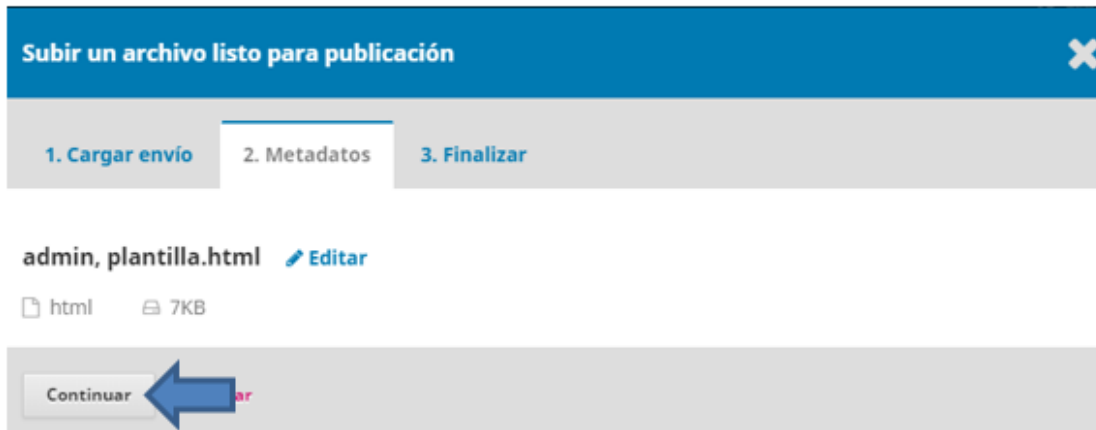 Subir un archivo listo para publicación
1. Cargar envío 2. Metadatos 3. Finalizar
admin, plantilla.html Editar
html 7KB
Continuar